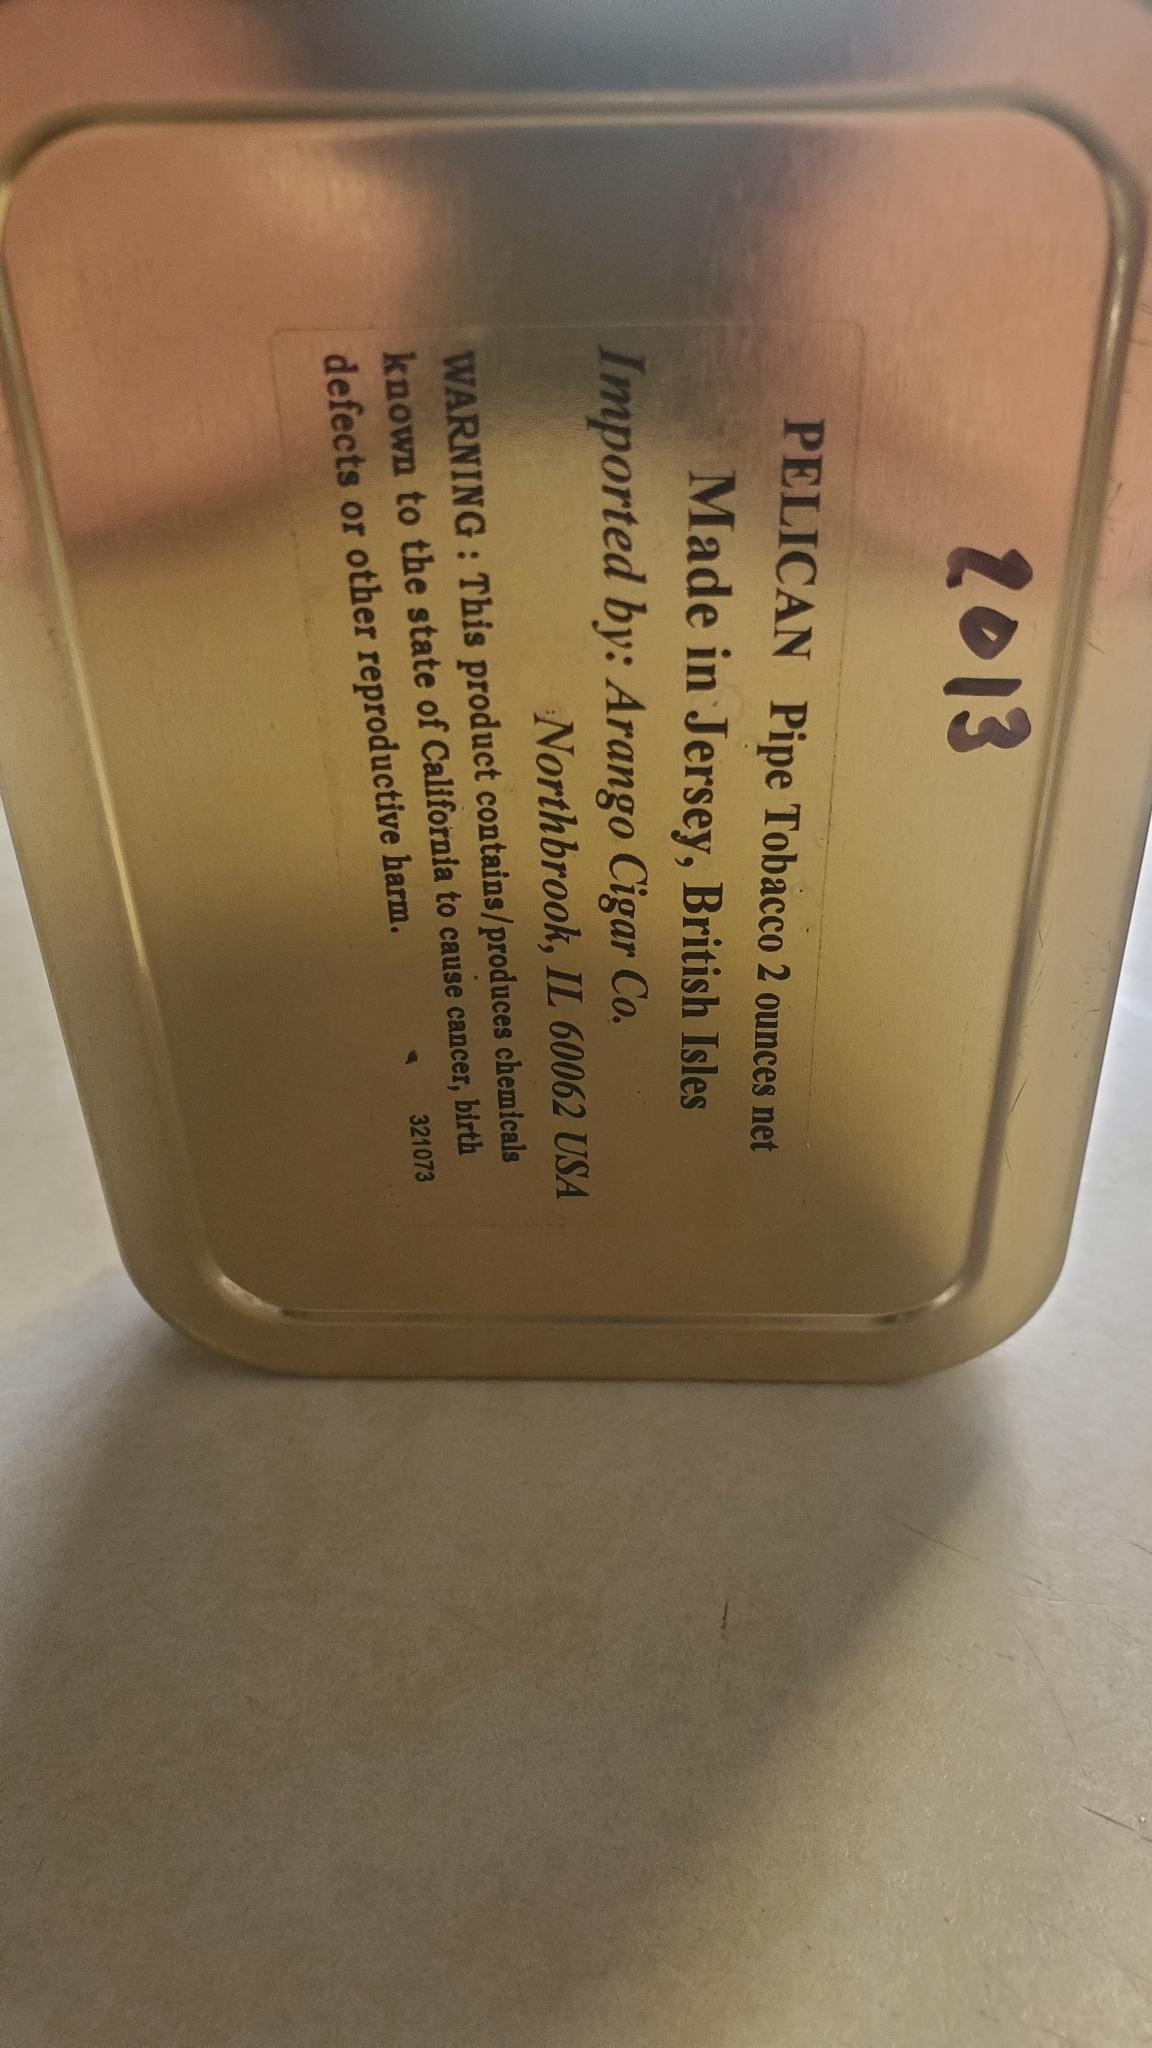 2013
PELICAN Pipe Tobacco 2 ounces net
Made in Jersey, British Isles
Imported by: Arango Cigar Co.
Northbrook, IL 60062 USA
WARNING : This product contains/produces chemicals
known to the state of California to cause cancer, birth
defects or other reproductive harm.
321073